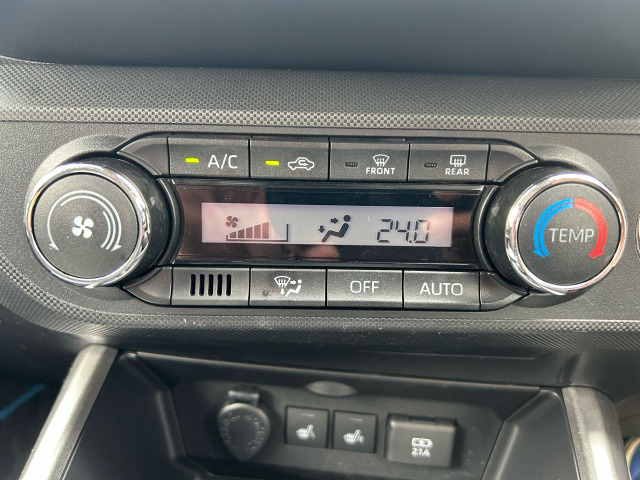 A/C
FRONT
REAR
24.0
TEMP
OFF
AUTO
2.1A